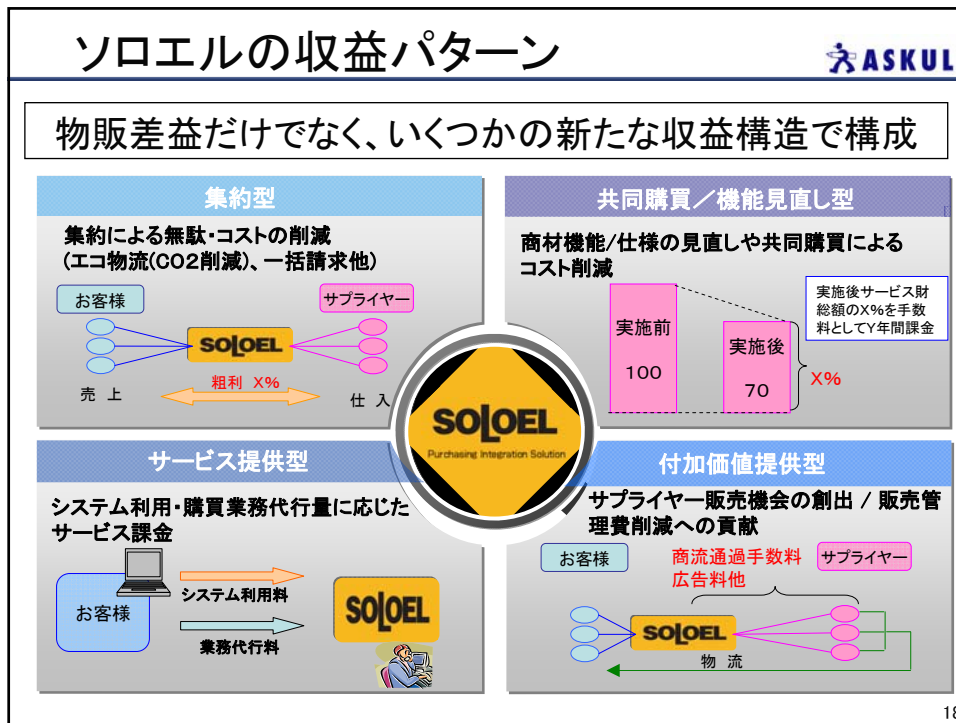 ソロエルの収益パターン
ASKUL
物販差益だけでなく、いくつかの新たな収益構造で構成
集約型
集約による無駄・コストの削減
(エコ物流(CO2削減)、一括請求他)
お客様
サプライヤー
SOLOEL
粗利 X%
売 上
仕 入
共同購買／機能見直し型
商材機能/仕様の見直しや共同購買による
コスト削減
実施前
100
実施後
70
X%
実施後サービス財
総額のX%を手数
料としてY年間課金
SOLOEL
Purchasing Integration Solution
サービス提供型
システム利用・購買業務代行量に応じた
サービス課金
お客様
システム利用料
業務代行料
SOLOEL
付加価値提供型
サプライヤー販売機会の創出 / 販売管
理費削減への貢献
お客様
商流通過手数料
広告料他
サプライヤー
SOLOEL
物 流
18